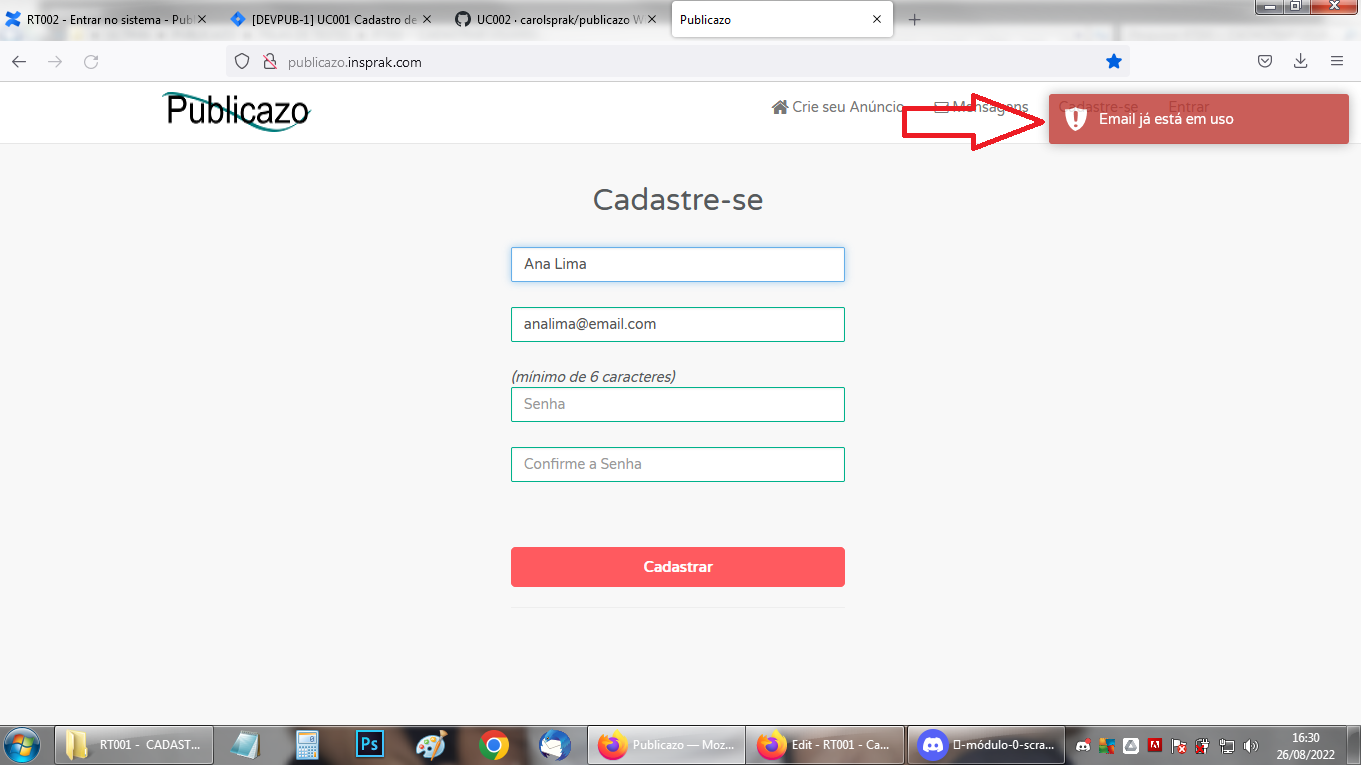 RT002 - Entrar no sistema - Pub
[DEVPUB-1] UC001 Cadastro de
UC002 · carolsprak/publicazo W
Publicazo
publicazo.insprak.com
Publicazo
Crie seu Anúncio
Mensagens
Cadastre-se
Entrar
Email já está em uso
Cadastre-se
Ana Lima
analima@email.com
(mínimo de 6 caracteres)
Senha
Confirme a Senha
Cadastrar
RT001 - CADAST...
Ps
Publicazo — Moz...
Edit - RT001 - Ca...
-módulo-0-scra...
16:30
26/08/2022